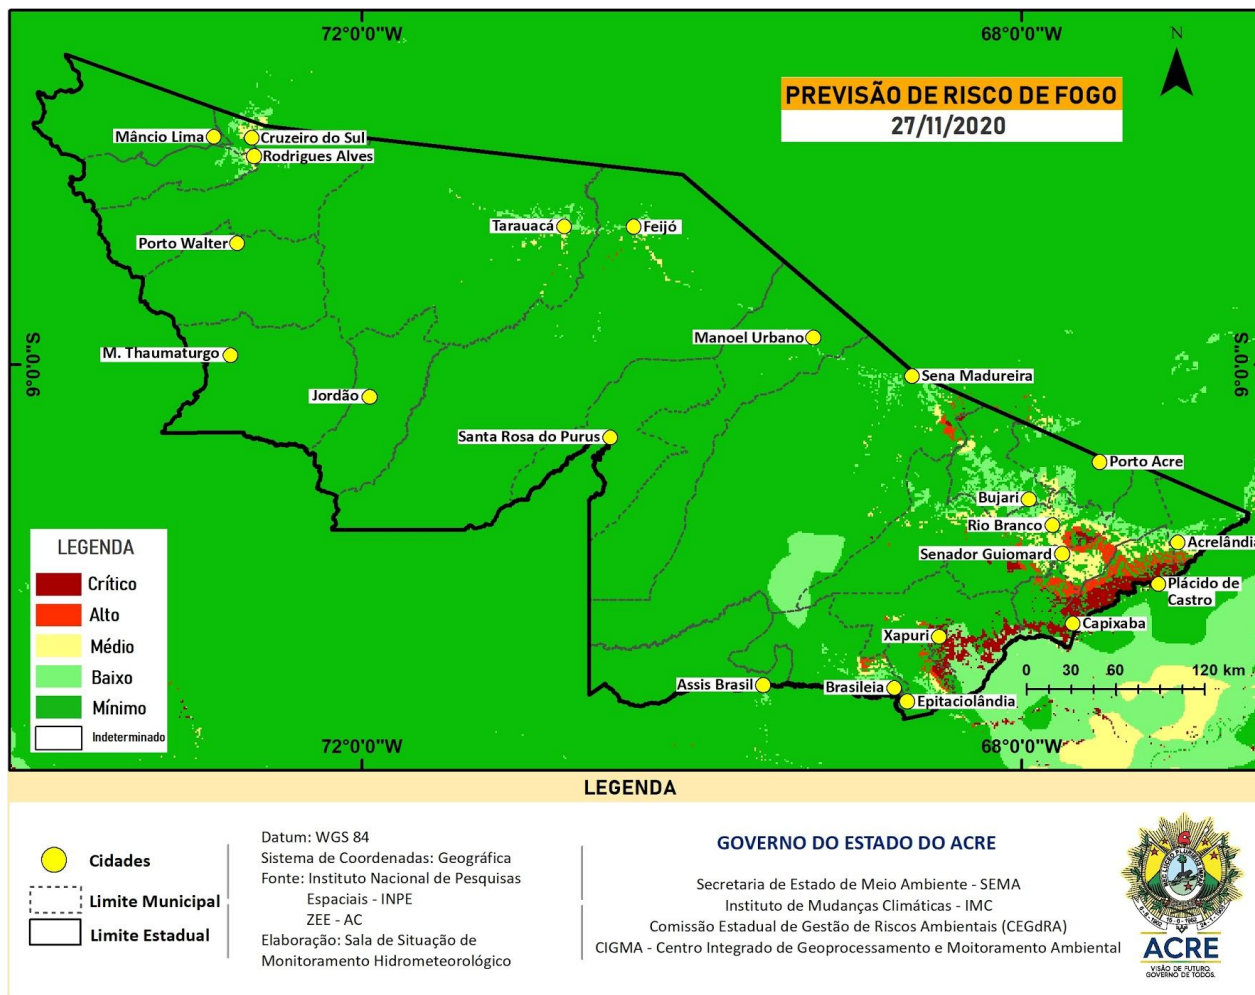 72°0'0"W
68°0'0"W
N
PREVISÃO DE RISCO DE FOGO
27/11/2020
Mâncio Lima
Cruzeiro do Sul
Rodrigues Alves
Tarauacá
Feijó
Porto Walter
Manoel Urbano
9°0'0"S
9°0'0"S
M. Thaumaturgo
Sena Madureira
Jordão
Santa Rosa do Purus
Porto Acre
Bujari
Rio Branco
Acrelândia
Senador Guiomard
Plácido de
Castro
Capixaba
Xapuri
Assis Brasil
Brasileia
Epitaciolândia
0 30 60 120 km
LEGENDA
Crítico
Alto
Médio
Baixo
Mínimo
Indeterminado
72°0'0"W
68°0'0"W
LEGENDA
Cidades
Limite Municipal
Limite Estadual
Datum: WGS 84
Sistema de Coordenadas: Geográfica
Fonte: Instituto Nacional de Pesquisas
Espaciais - INPE
ZEE - AC
Elaboração: Sala de Situação de
Monitoramento Hidrometeorológico
GOVERNO DO ESTADO DO ACRE
Secretaria de Estado de Meio Ambiente - SEMA
Instituto de Mudanças Climáticas - IMC
Comissão Estadual de Gestão de Riscos Ambientais (CEGdRA)
CIGMA - Centro Integrado de Geoprocessamento e Moitoramento Ambiental
ACRE
VISÃO DE FUTURO.
GOVERNO DE TODOS.